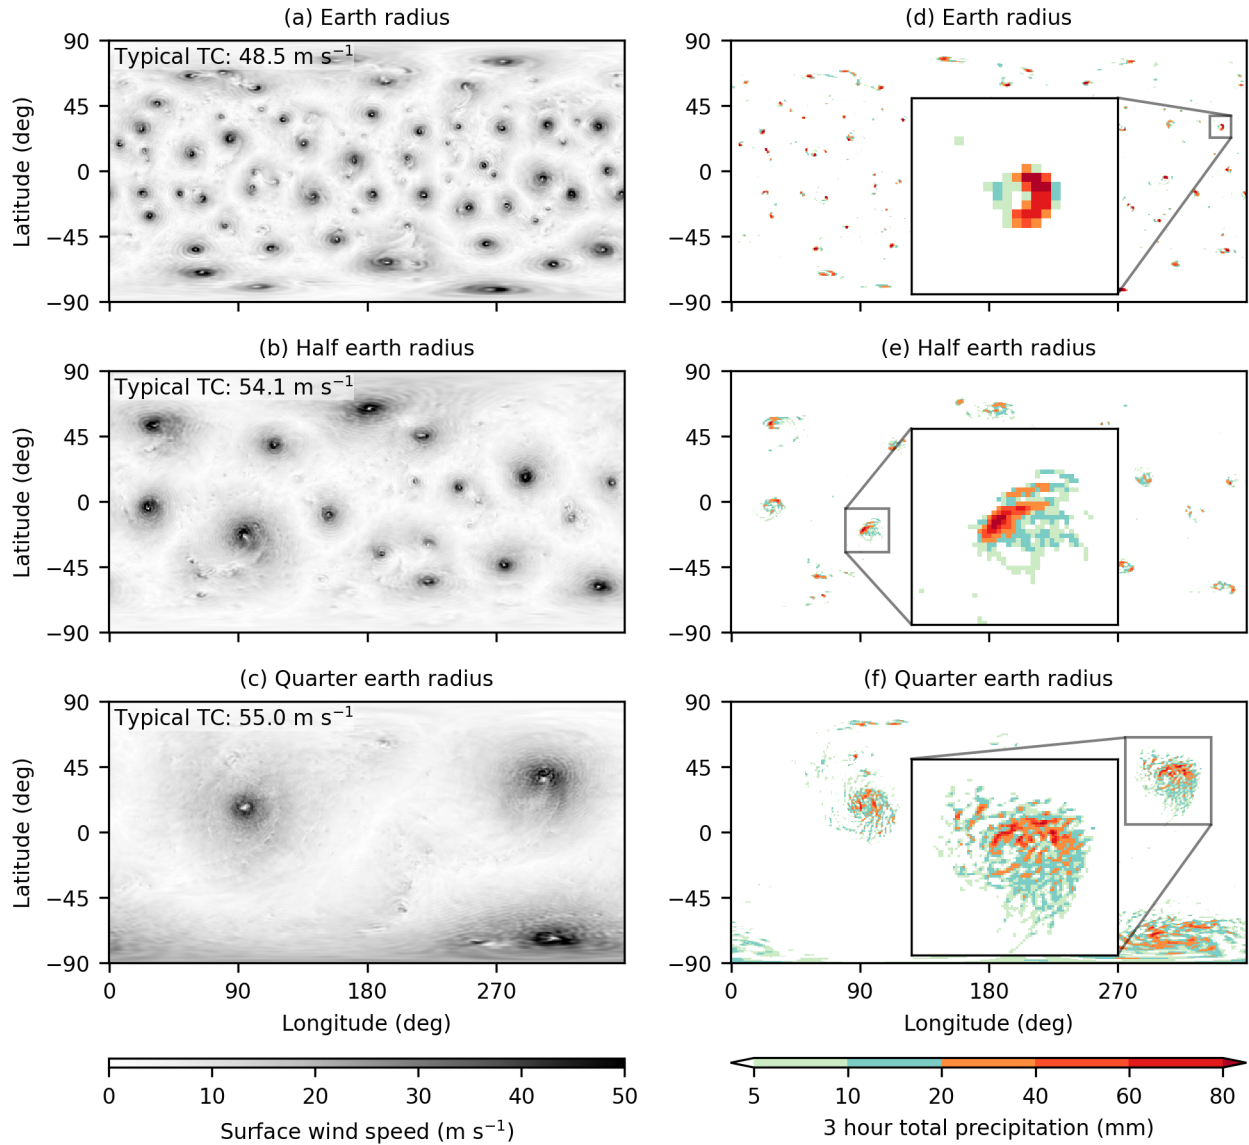 (a) Earth radius
Typical TC: 48.5 m s⁻¹
90
45
0
−45
−90
Latitude (deg)
(d) Earth radius
90
45
0
−45
−90
(b) Half earth radius
Typical TC: 54.1 m s⁻¹
90
45
0
−45
−90
Latitude (deg)
(e) Half earth radius
90
45
0
−45
−90
(c) Quarter earth radius
Typical TC: 55.0 m s⁻¹
90
45
0
−45
−90
Latitude (deg)
0 90 180 270
Longitude (deg)
(f) Quarter earth radius
90
45
0
−45
−90
0 90 180 270
Longitude (deg)
0 10 20 30 40 50
Surface wind speed (m s⁻¹)
5 10 20 40 60 80
3 hour total precipitation (mm)